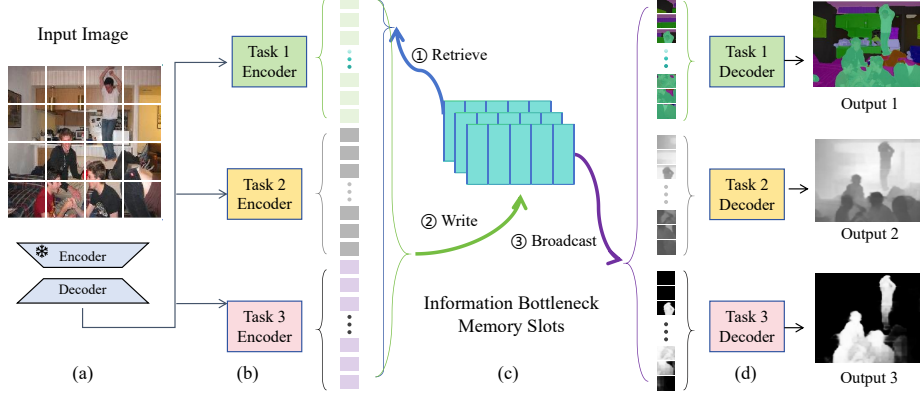 Input Image
Encoder
Decoder
(a)
Task 1
Encoder
Task 2
Encoder
Task 3
Encoder
(b)
① Retrieve
② Write
③ Broadcast
Information Bottleneck
Memory Slots
(c)
Task 1
Decoder
Task 2
Decoder
Task 3
Decoder
(d)
Output 1
Output 2
Output 3